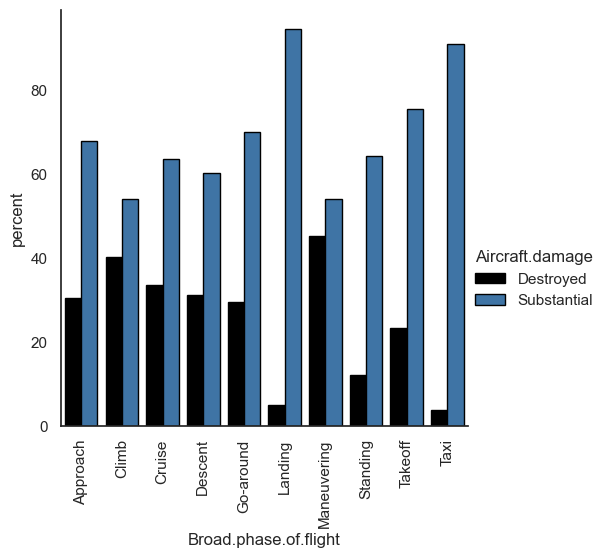 80
60
40
20
0
percent
Approach
Climb
Cruise
Descent
Go-around
Landing
Maneuvering
Standing
Takeoff
Taxi
Broad.phase.of.flight
Aircraft.damage
Destroyed
Substantial